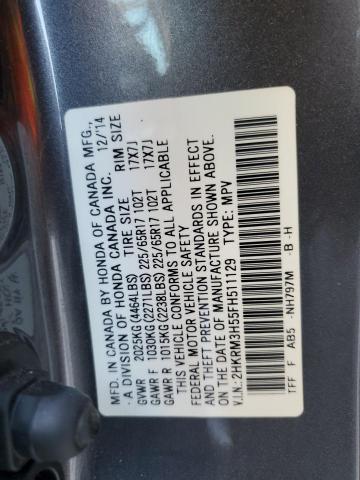 MFD. IN CANADA BY HONDA OF CANADA MFG.,
A DIVISION OF HONDA CANADA INC. 12/'14
TIRE SIZE RIM SIZE
GVWR 2025KG (4464LBS)
GAWR F 1030KG (2271LBS) 225/65R17 102T 17X7J
GAWR R 1015KG (2238LBS) 225/65R17 102T 17X7J
THIS VEHICLE CONFORMS TO ALL APPLICABLE
FEDERAL MOTOR VEHICLE SAFETY
AND THEFT PREVENTION STANDARDS IN EFFECT
ON THE DATE OF MANUFACTURE SHOWN ABOVE.
V.I.N.: 2HKRM3H55FH511129 TYPE: MPV
TFF F AB5 -NH797M -B -H